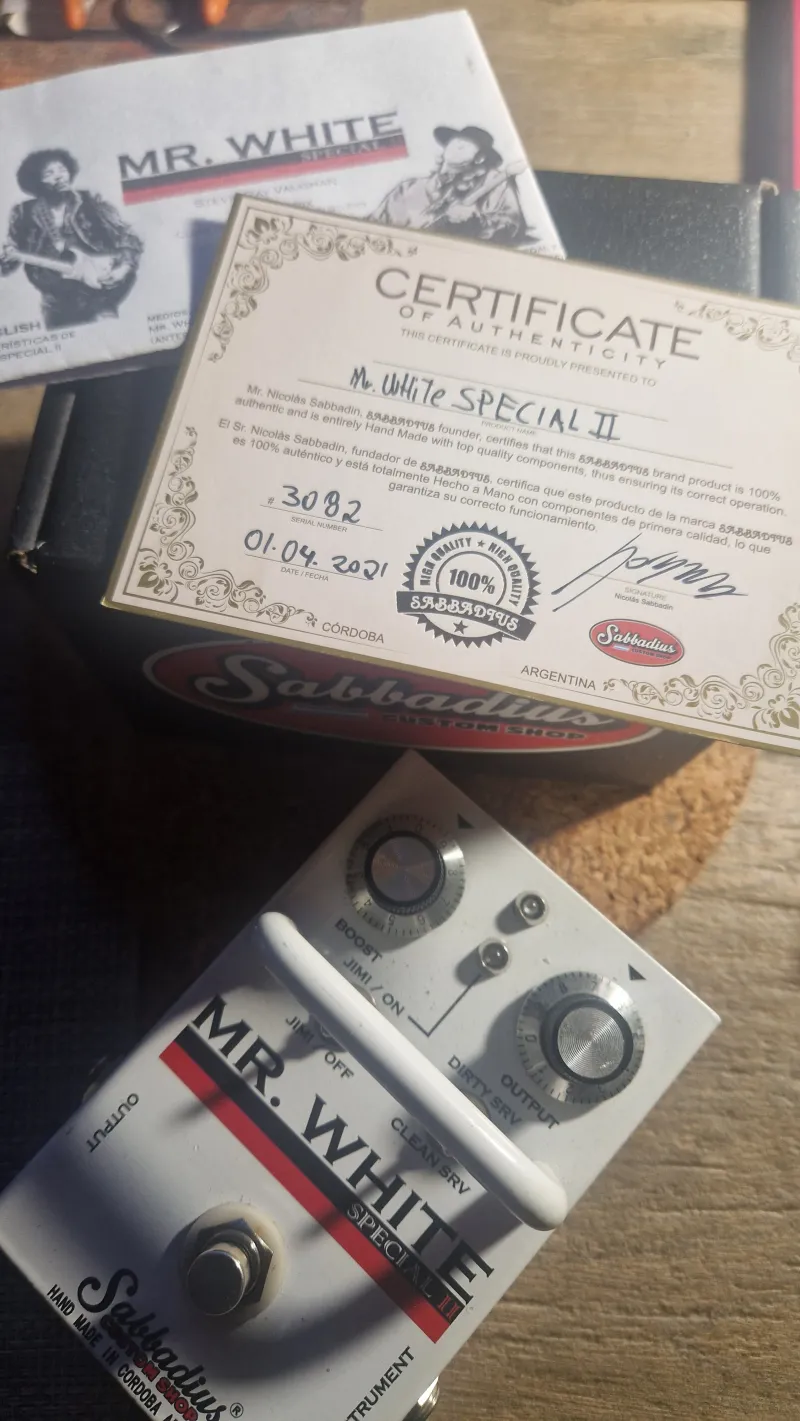 MR. WHITE
SPECIAL II
STEVIE RAY VAUGHAN
CERTIFICATE
OF AUTHENTICITY
THIS CERTIFICATE IS PROUDLY PRESENTED TO
Mr. WHiTe SPECIAL II
PRODUCT NAME
Mr. Nicolás Sabbadin, SABBADIUS founder, certifies that this SABBADIUS brand product is 100%
authentic and is entirely Hand Made with top quality components, thus ensuring its correct operation.
El Sr. Nicolás Sabbadin, fundador de SABBADIUS, certifica que este producto de la marca SABBADIUS
es 100% auténtico y está totalmente Hecho a Mano con componentes de primera calidad, lo que
garantiza su correcto funcionamiento.
# 3082
SERIAL NUMBER
01.04.2021
DATE / FECHA
HIGH QUALITY ★ HIGH QUALITY
100%
SABBADIUS
SIGNATURE
Nicolás Sabbadin
Sabbadius
CUSTOM SHOP
CÓRDOBA
ARGENTINA
Sabbadius
CUSTOM SHOP
BOOST
JIMI / ON
JIMI / OFF
DIRTY SRV
OUTPUT
CLEAN SRV
OUTPUT
MR. WHITE
SPECIAL II
Sabbadius®
CUSTOM SHOP
HAND MADE IN CORDOBA
TRUMENT